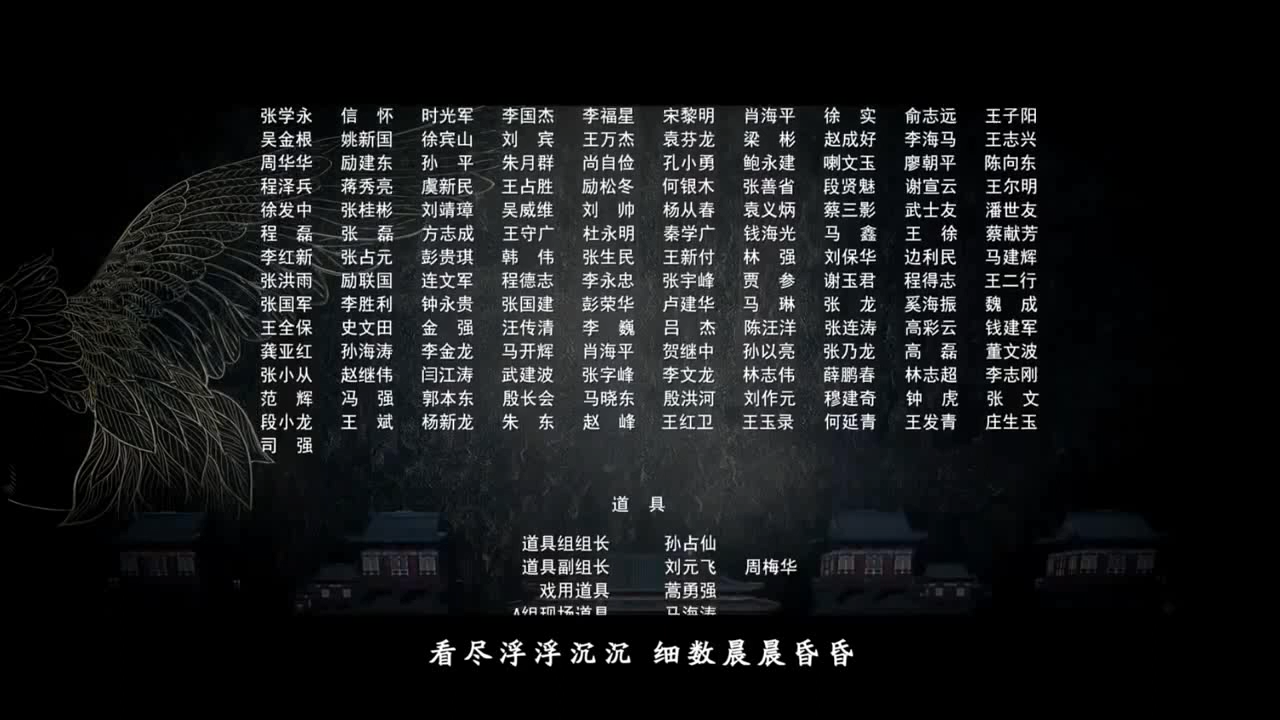 张学永 信 怀 时光军 李国杰 李福星 宋黎明 肖海平 徐 实 俞志远 王子阳
吴金根 姚新国 徐宾山 刘 宾 王万杰 袁芬龙 梁 彬 赵成好 李海马 王志兴
周华华 励建东 孙 平 朱月群 尚自俭 孔小勇 鲍永建 喇文玉 廖朝平 陈向东
程泽兵 蒋秀亮 虞新民 王占胜 励松冬 何银木 张善省 段贤魅 谢宣云 王尔明
徐发中 张桂彬 刘靖璋 吴威维 刘 帅 杨从春 袁义炳 蔡三影 武士友 潘世友
程 磊 张 磊 方志成 王守广 杜永明 秦学广 钱海光 马 鑫 王 徐 蔡献芳
李红新 张占元 彭贵琪 韩 伟 张生民 王新付 林 强 刘保华 边利民 马建辉
张洪雨 励联国 连文军 程德志 李永忠 张宇峰 贾 参 谢玉君 程得志 王二行
张国军 李胜利 钟永贵 张国建 彭荣华 卢建华 马 琳 张 龙 奚海振 魏 成
王全保 史文田 金 强 汪传清 李 巍 吕 杰 陈汪洋 张连涛 高彩云 钱建军
龚亚红 孙海涛 李金龙 马开辉 肖海平 贺继中 孙以亮 张乃龙 高 磊 董文波
张小从 赵继伟 闫江涛 武建波 张字峰 李文龙 林志伟 薛鹏春 林志超 李志刚
范 辉 冯 强 郭本东 殷长会 马晓东 殷洪河 刘作元 穆建奇 钟 虎 张 文
段小龙 王 斌 杨新龙 朱 东 赵 峰 王红卫 王玉录 何延青 王发青 庄生玉
司 强
道 具
道具组组长 孙占仙
道具副组长 刘元飞 周梅华
戏用道具 蒿勇强
A组现场道具 马海涛
看尽浮浮沉沉 细数晨晨昏昏